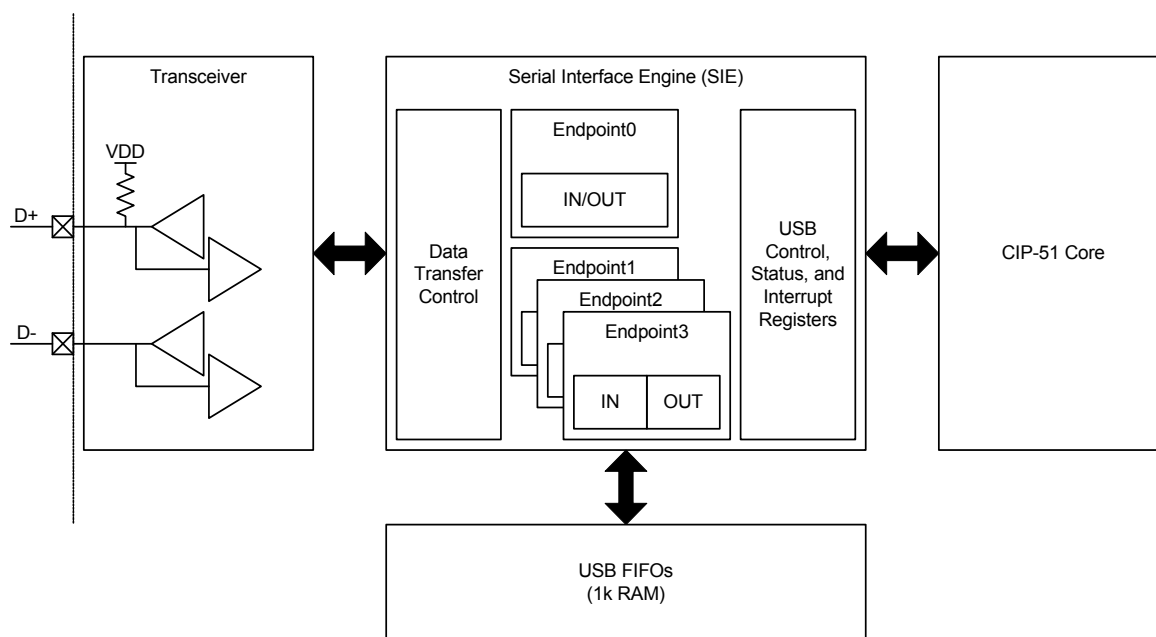 Transceiver
VDD
D+
D-
Serial Interface Engine (SIE)
Data
Transfer
Control
Endpoint0
IN/OUT
Endpoint1
Endpoint2
Endpoint3
IN
OUT
USB
Control,
Status, and
Interrupt
Registers
CIP-51 Core
USB FIFOs
(1k RAM)